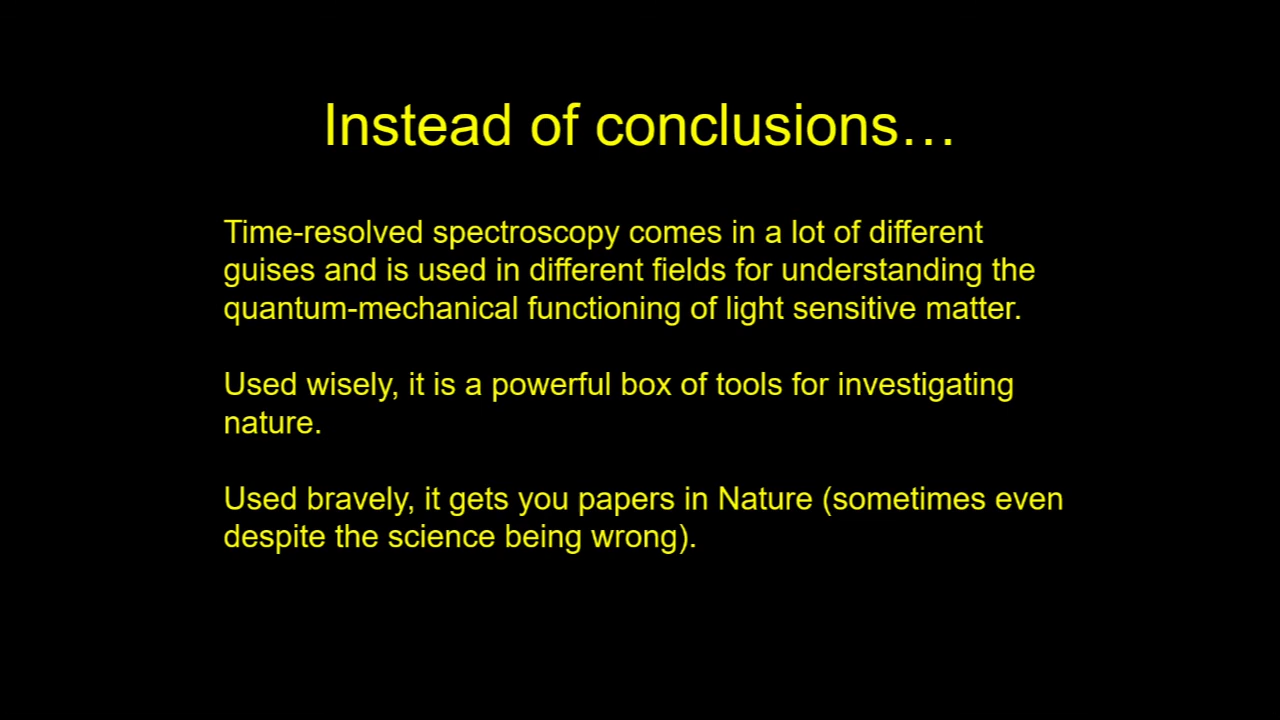 Instead of conclusions…
Time-resolved spectroscopy comes in a lot of different
guises and is used in different fields for understanding the
quantum-mechanical functioning of light sensitive matter.
Used wisely, it is a powerful box of tools for investigating
nature.
Used bravely, it gets you papers in Nature (sometimes even
despite the science being wrong).